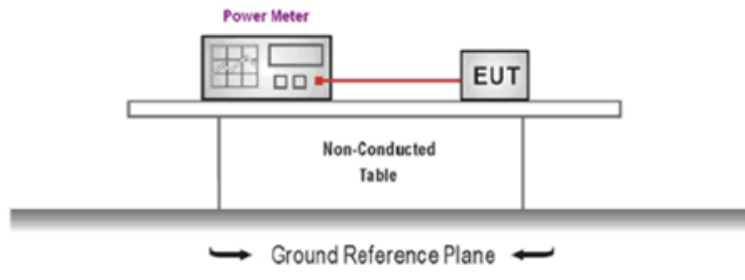 Power Meter
EUT
Non-Conducted
Table
Ground Reference Plane